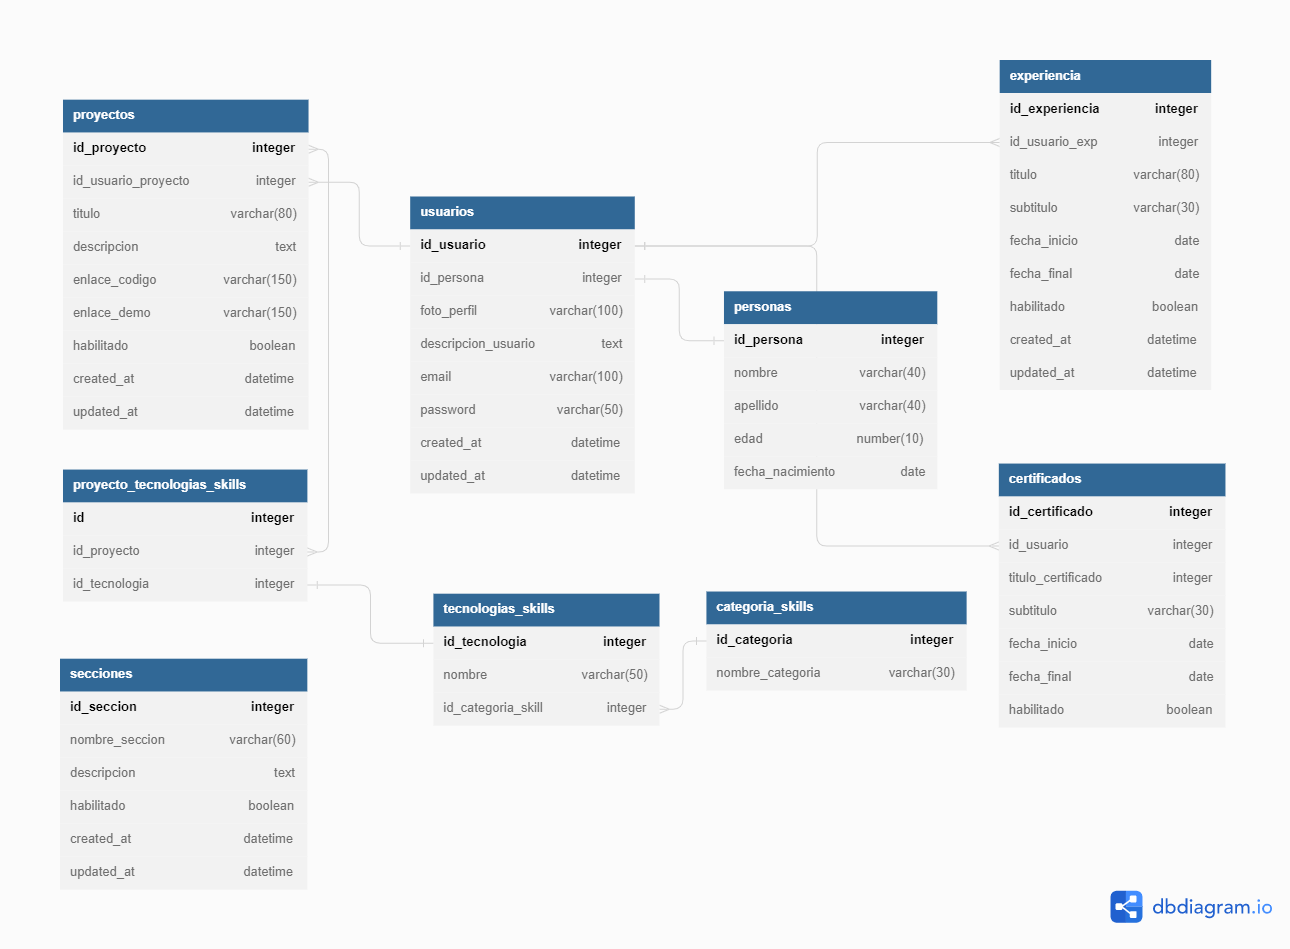 proyectos
id_proyecto integer
id_usuario_proyecto integer
titulo varchar(80)
descripcion text
enlace_codigo varchar(150)
enlace_demo varchar(150)
habilitado boolean
created_at datetime
updated_at datetime
proyecto_tecnologias_skills
id integer
id_proyecto integer
id_tecnologia integer
secciones
id_seccion integer
nombre_seccion varchar(60)
descripcion text
habilitado boolean
created_at datetime
updated_at datetime
usuarios
id_usuario integer
id_persona integer
foto_perfil varchar(100)
descripcion_usuario text
email varchar(100)
password varchar(50)
created_at datetime
updated_at datetime
tecnologias_skills
id_tecnologia integer
nombre varchar(50)
id_categoria_skill integer
personas
id_persona integer
nombre varchar(40)
apellido varchar(40)
edad number(10)
fecha_nacimiento date
categoria_skills
id_categoria integer
nombre_categoria varchar(30)
experiencia
id_experiencia integer
id_usuario_exp integer
titulo varchar(80)
subtitulo varchar(30)
fecha_inicio date
fecha_final date
habilitado boolean
created_at datetime
updated_at datetime
certificados
id_certificado integer
id_usuario integer
titulo_certificado integer
subtitulo varchar(30)
fecha_inicio date
fecha_final date
habilitado boolean
dbdiagram.io